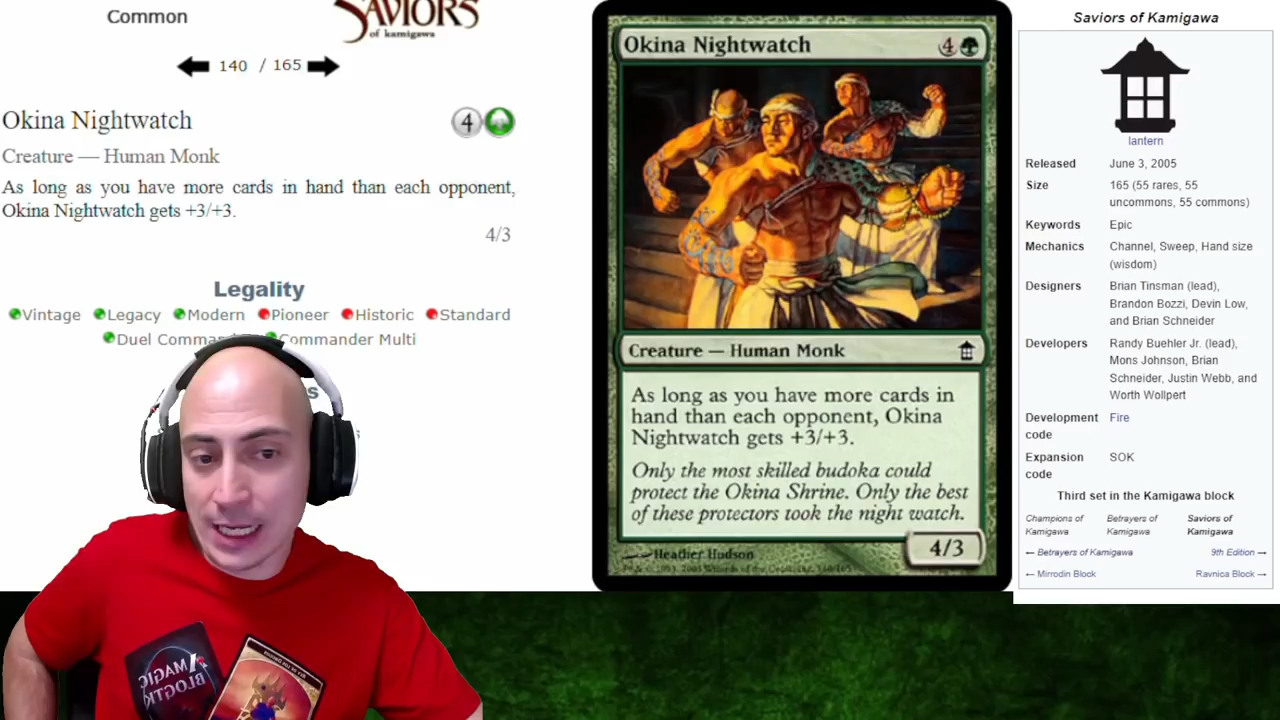 Common
SAVIORS
of kamigawa
140 / 165
Okina Nightwatch
4
Creature — Human Monk
As long as you have more cards in hand than each opponent,
Okina Nightwatch gets +3/+3.
4/3
Legality
Vintage Legacy Modern Pioneer Historic Standard
Duel Comman Commander Multi
s
MAGIC
BLOGTIC
Okina Nightwatch 4
Creature — Human Monk
As long as you have more cards in
hand than each opponent, Okina
Nightwatch gets +3/+3.
Only the most skilled budoka could
protect the Okina Shrine. Only the best
of these protectors took the night watch.
Heather Hudson
4/3
Saviors of Kamigawa
lantern
Released June 3, 2005
Size 165 (55 rares, 55
uncommons, 55 commons)
Keywords Epic
Mechanics Channel, Sweep, Hand size
(wisdom)
Designers Brian Tinsman (lead),
Brandon Bozzi, Devin Low,
and Brian Schneider
Developers Randy Buehler Jr. (lead),
Mons Johnson, Brian
Schneider, Justin Webb, and
Worth Wollpert
Development Fire
code
Expansion SOK
code
Third set in the Kamigawa block
Champions of Betrayers of Saviors of
Kamigawa Kamigawa Kamigawa
← Betrayers of Kamigawa 9th Edition →
← Mirrodin Block Ravnica Block →